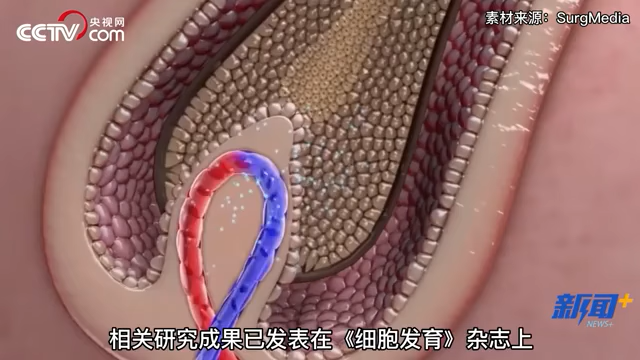 CCTV 央视网
com
素材来源：SurgMedia
新闻+
NEWS+
相关研究成果已发表在《细胞发育》杂志上